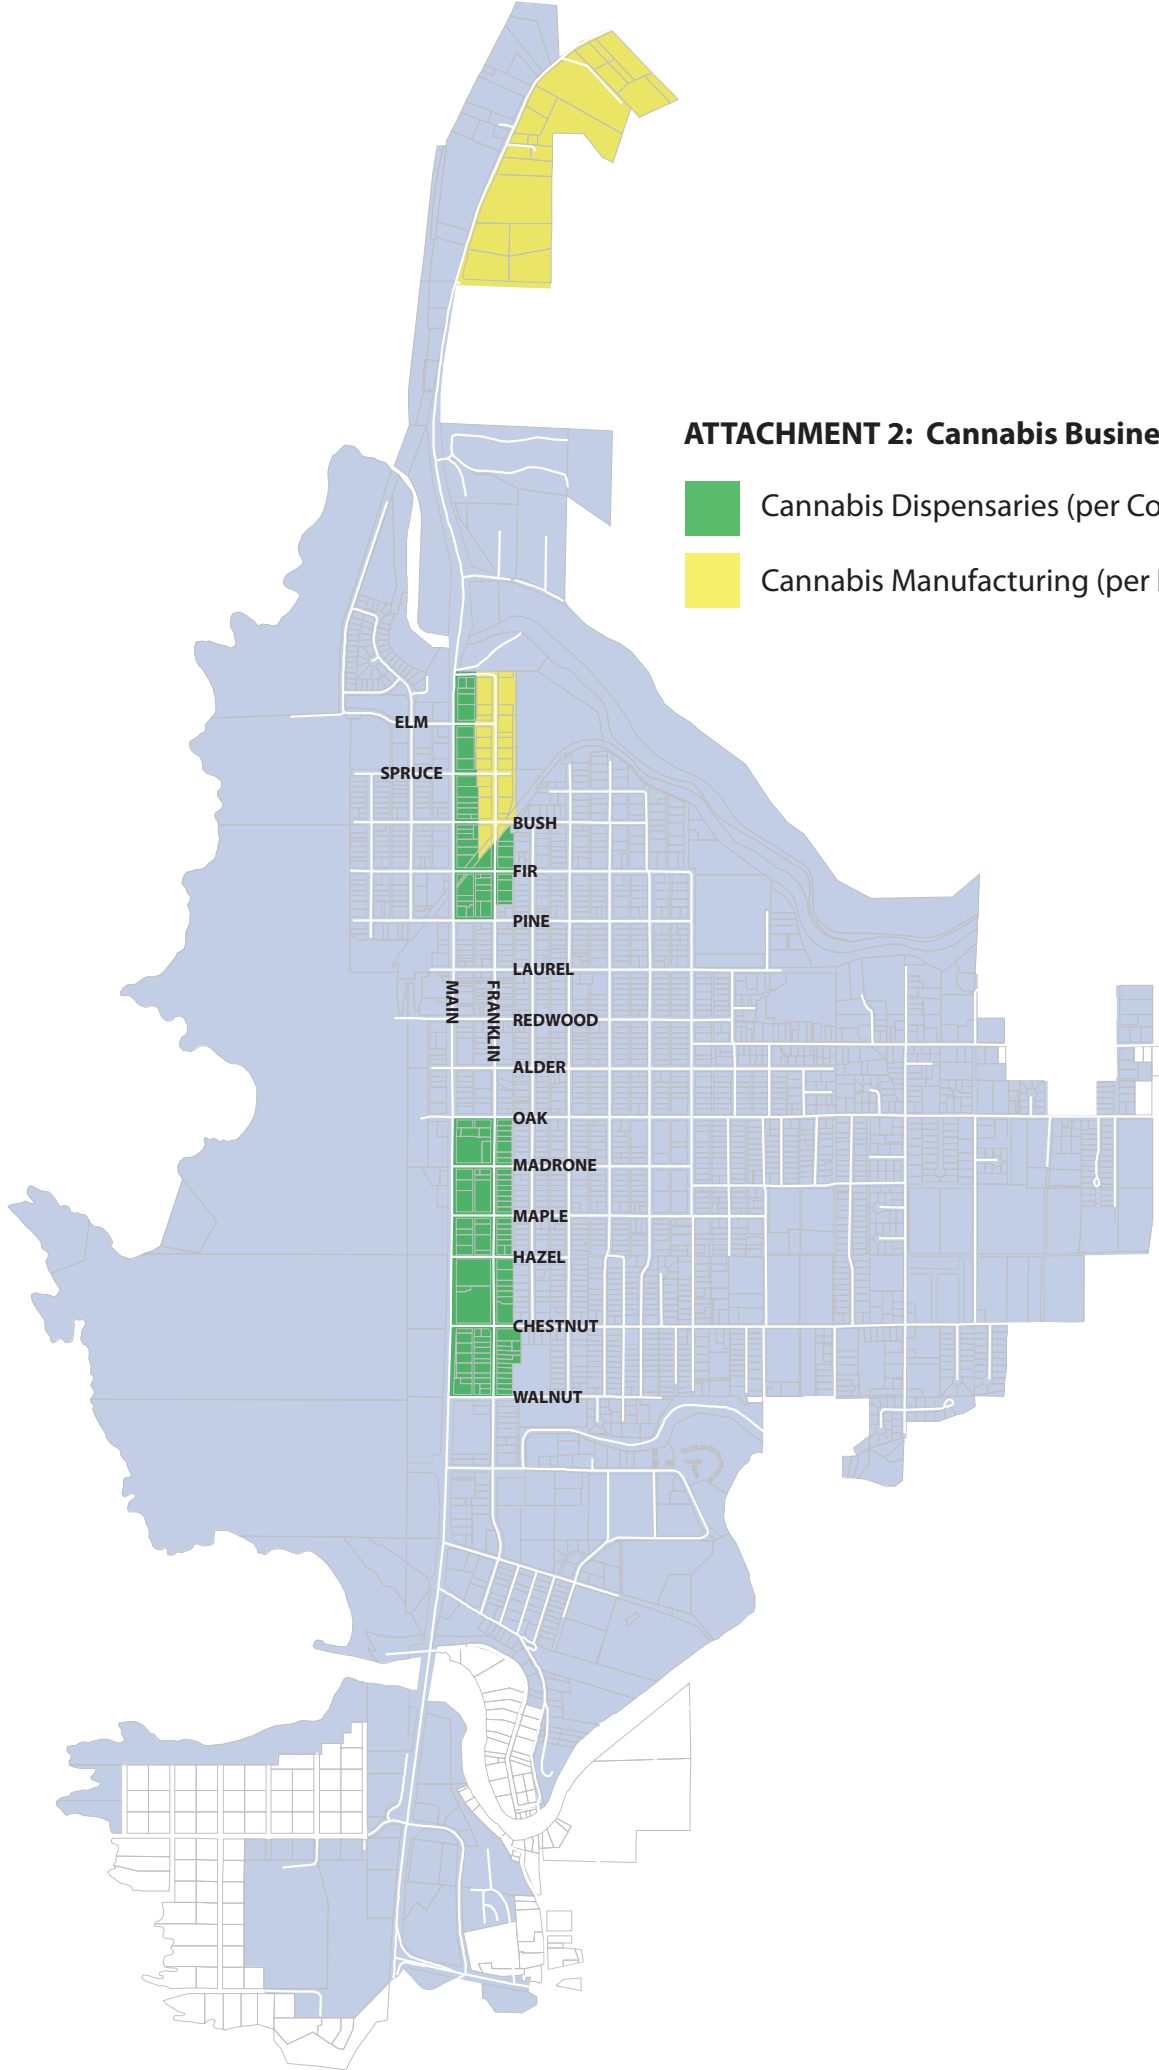 ATTACHMENT 2: Cannabis Busine
Cannabis Dispensaries (per Co
Cannabis Manufacturing (per
ELM
SPRUCE
BUSH
FIR
PINE
LAUREL
MAIN
FRANKLIN
REDWOOD
ALDER
OAK
MADRONE
MAPLE
HAZEL
CHESTNUT
WALNUT